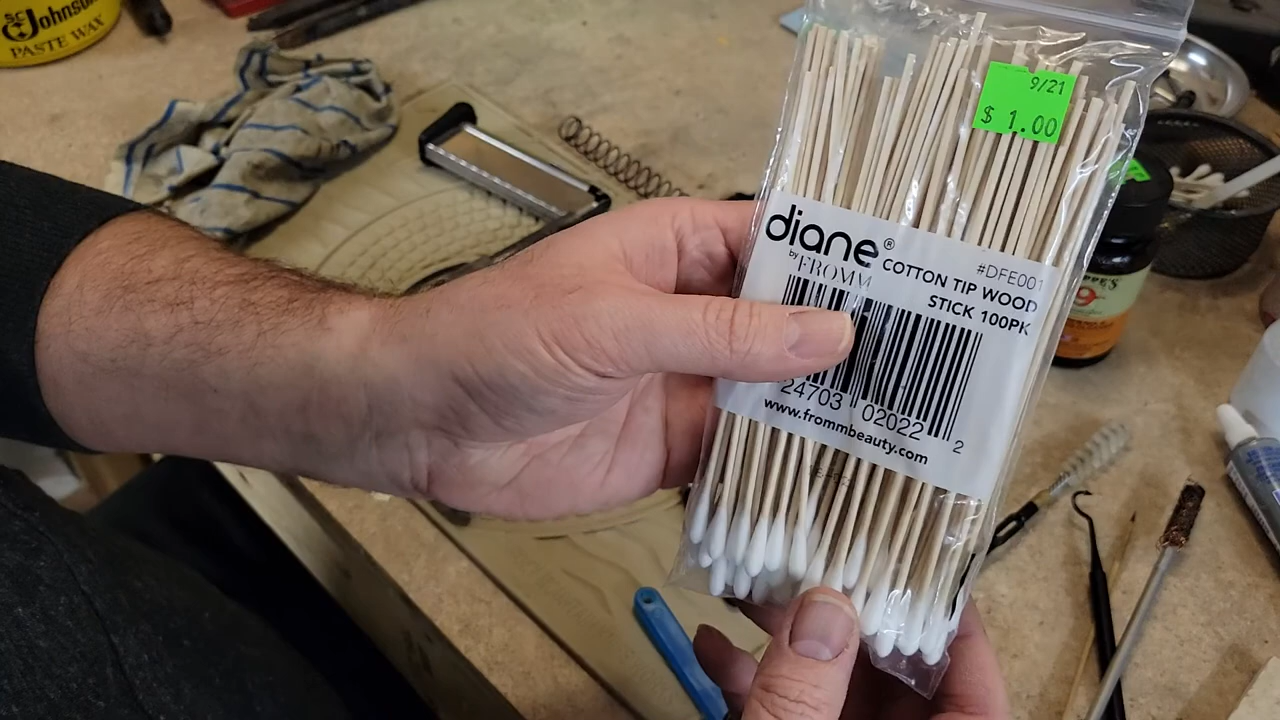 SC
Johnson
PASTE WAX
9/21
$ 1.00
diane®
by FROMM
#DFE001
COTTON TIP WOOD
STICK 100PK
24703 02022 2
www.frommbeauty.com
9